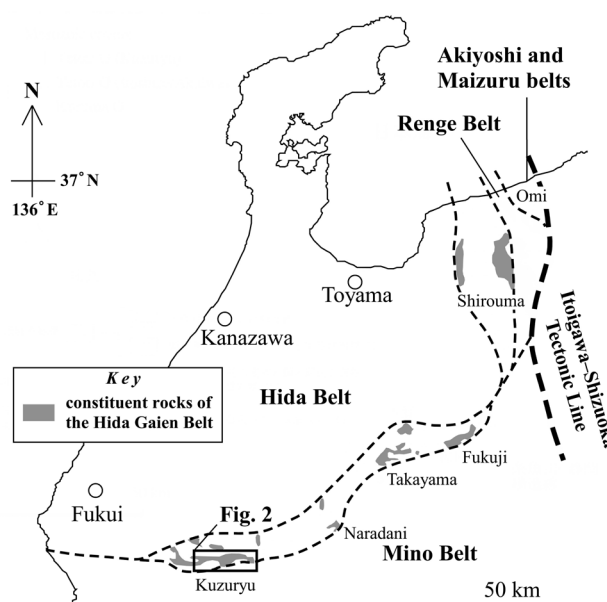 Akiyoshi and
Maizuru belts
Renge Belt
N
37°N
136°E
Omi
Toyama
Shirouma
Kanazawa
Itoigawa–Shizuoka
Tectonic Line
Key
constituent rocks of
the Hida Gaien Belt
Hida Belt
Fukuji
Takayama
Fukui
Fig. 2
Naradani
Mino Belt
Kuzuryu
50 km